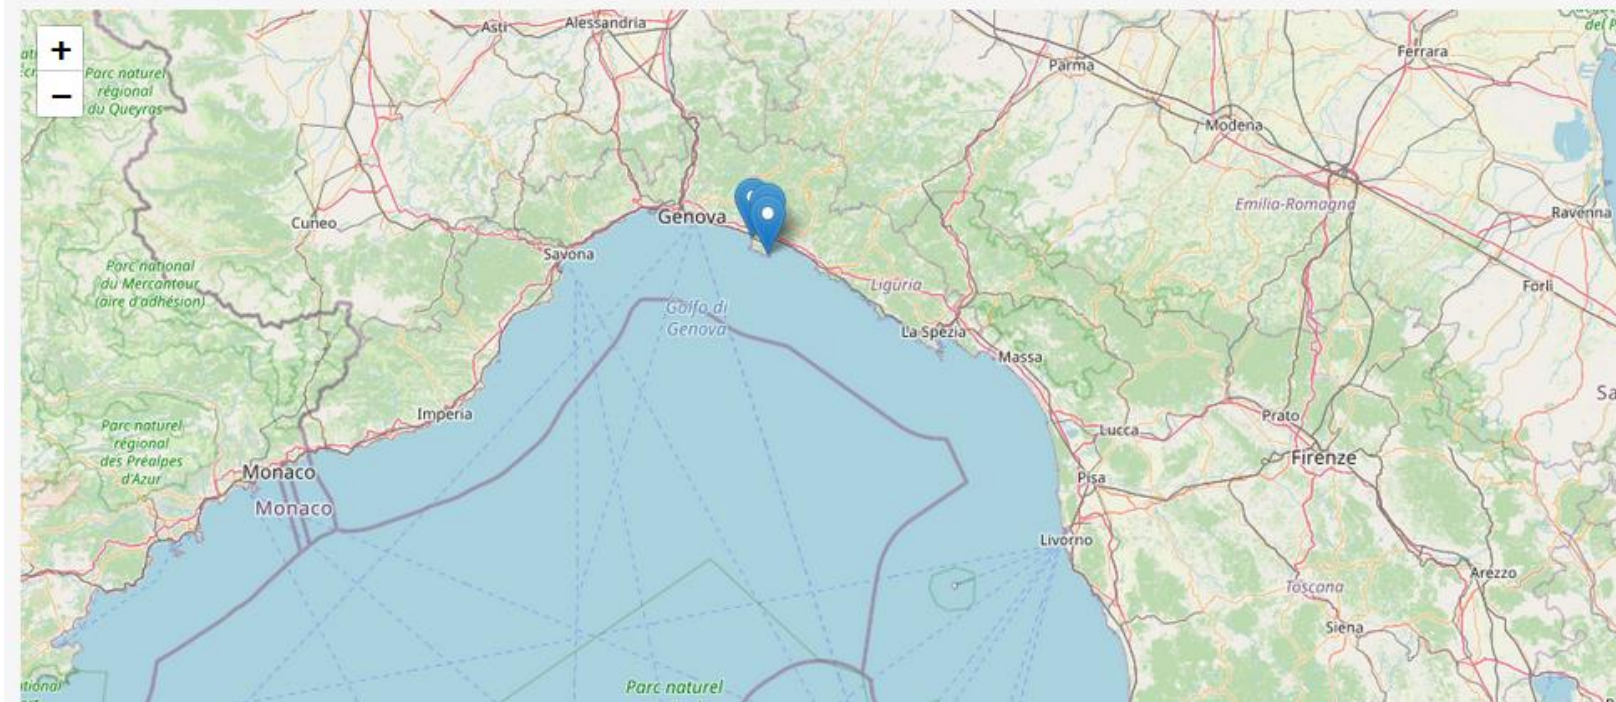 +
−
Asti
Alessandria
Parma
Ferrara
Parc naturel
régional
du Queyras
Modena
Cuneo
Genova
Emilia-Romagna
Ravenna
Savona
Parc national
du Mercantour
(aire d'adhésion)
Liguria
Forlì
Golfo di
Genova
La Spezia
Massa
Imperia
Prato
Parc naturel
régional
des Préalpes
d'Azur
Lucca
Firenze
Monaco
Pisa
Monaco
Livorno
Arezzo
Toscana
Siena
Parc naturel